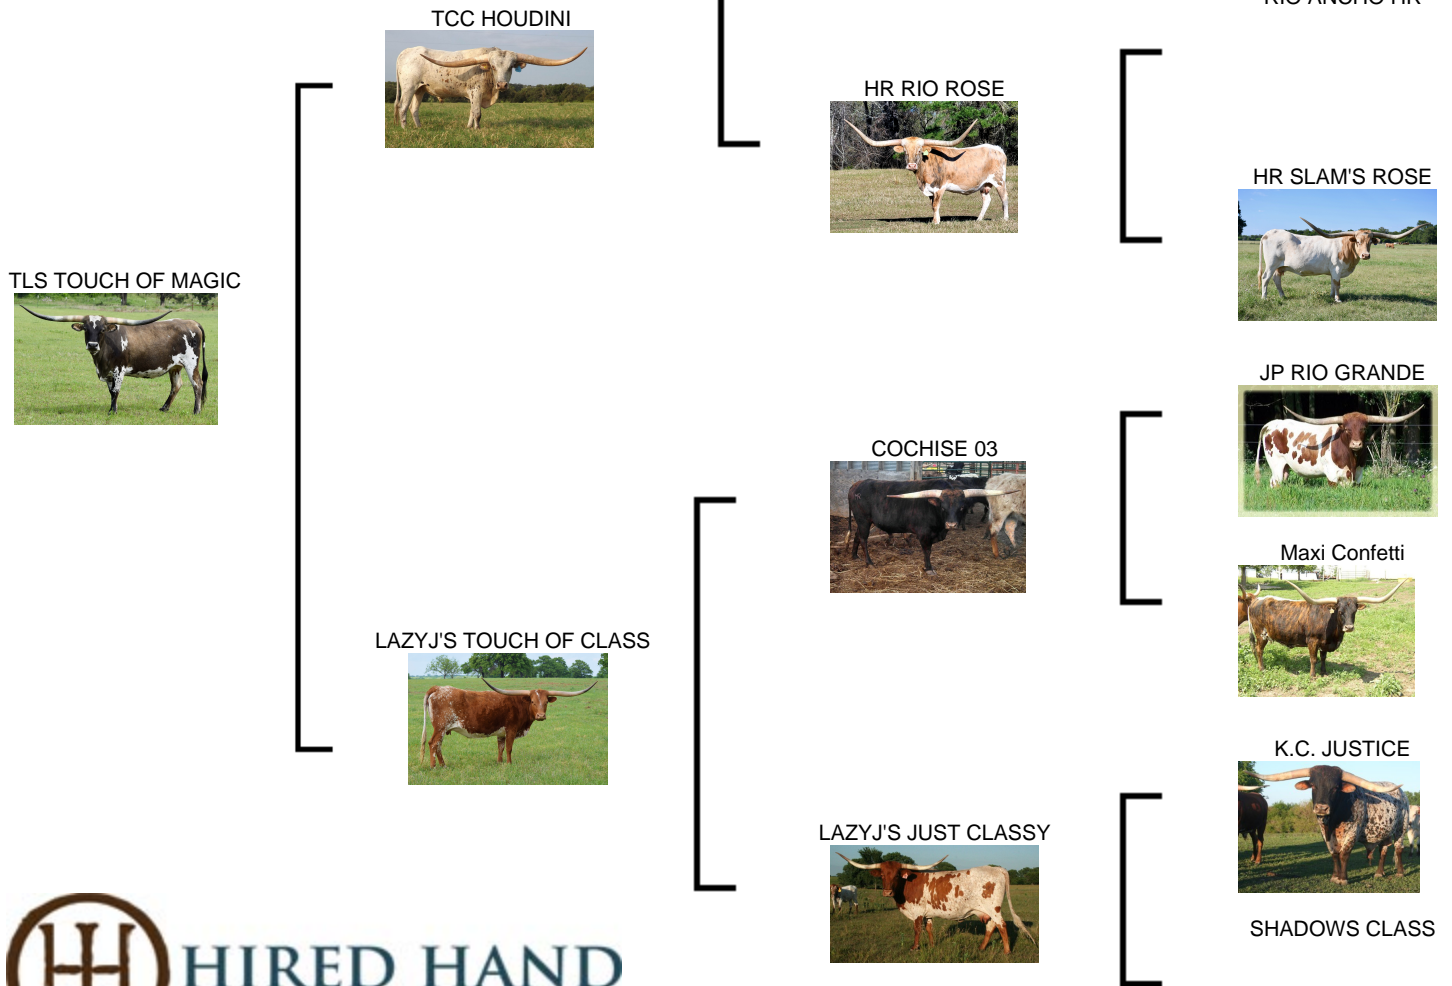 TCC HOUDINI
HR RIO ROSE
HR SLAM'S ROSE
TLS TOUCH OF MAGIC
JP RIO GRANDE
COCHISE 03
Maxi Confetti
LAZYJ'S TOUCH OF CLASS
K.C. JUSTICE
LAZYJ'S JUST CLASSY
SHADOWS CLASS
HIRED HAND